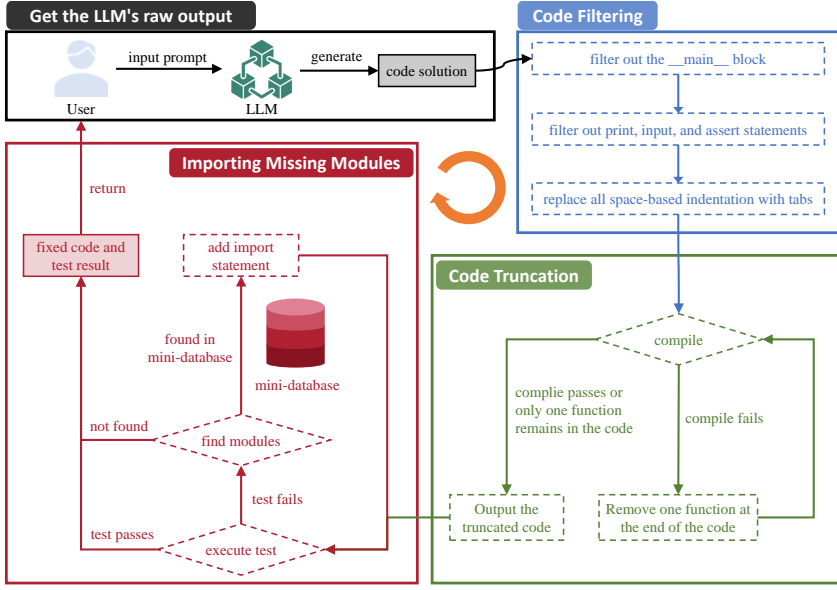 Get the LLM's raw output
User
input prompt
LLM
generate
code solution
Code Filtering
filter out the __main__ block
filter out print, input, and assert statements
replace all space-based indentation with tabs
Code Truncation
compile
complie passes or
only one function
remains in the code
compile fails
Output the
truncated code
Remove one function at
the end of the code
Importing Missing Modules
return
fixed code and
test result
add import
statement
found in
mini-database
mini-database
not found
find modules
test fails
test passes
execute test